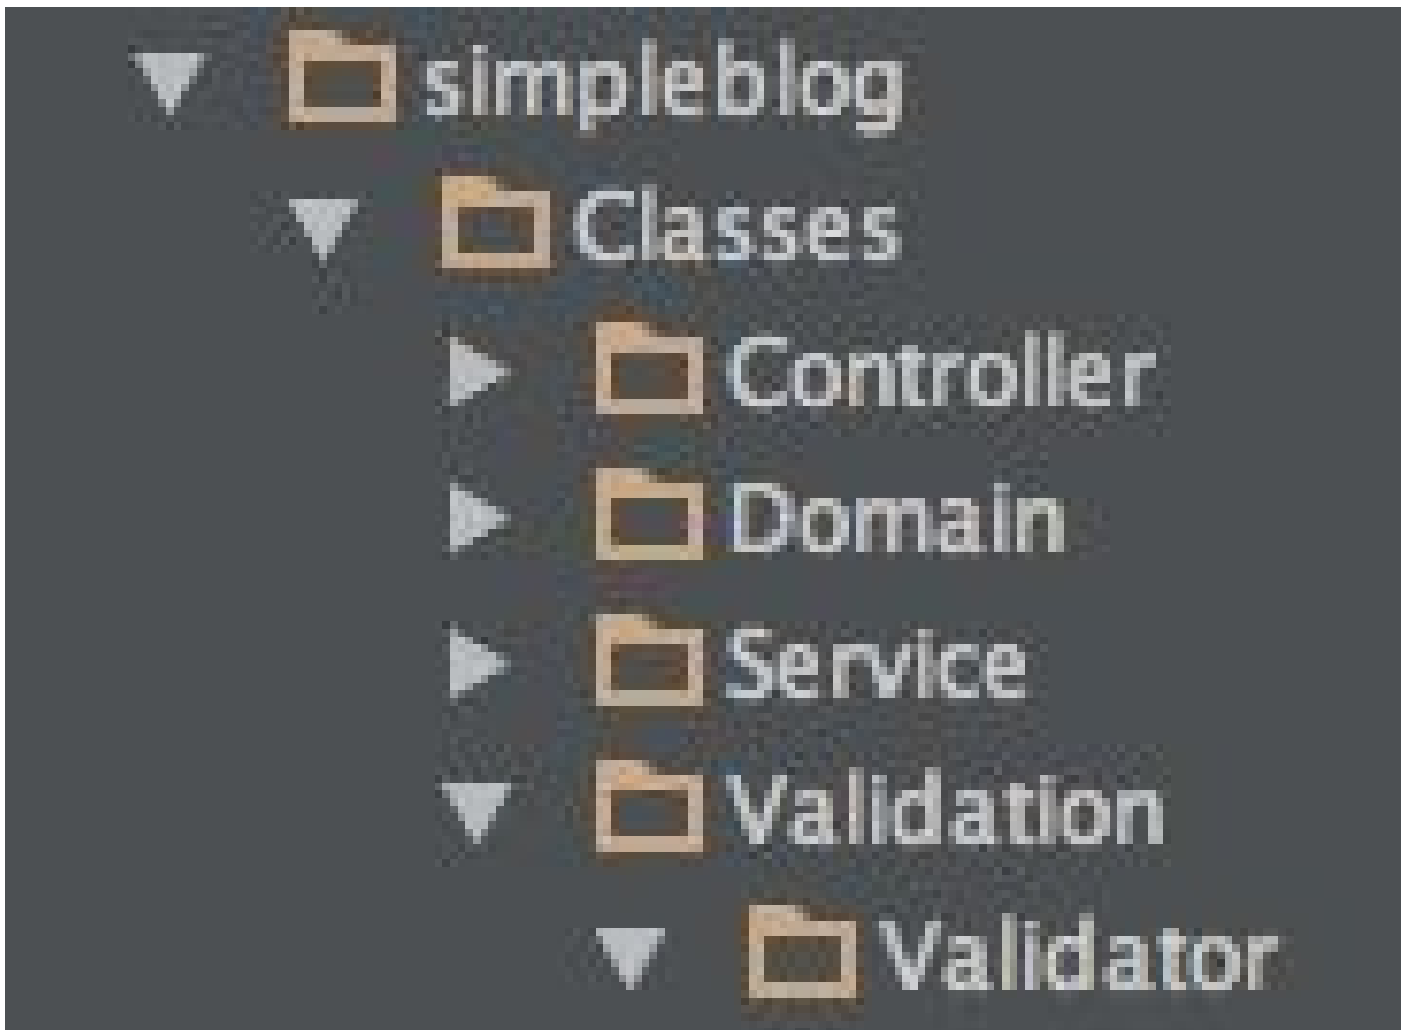 simpleblog
Classes
Controller
Domain
Service
Validation
Validator